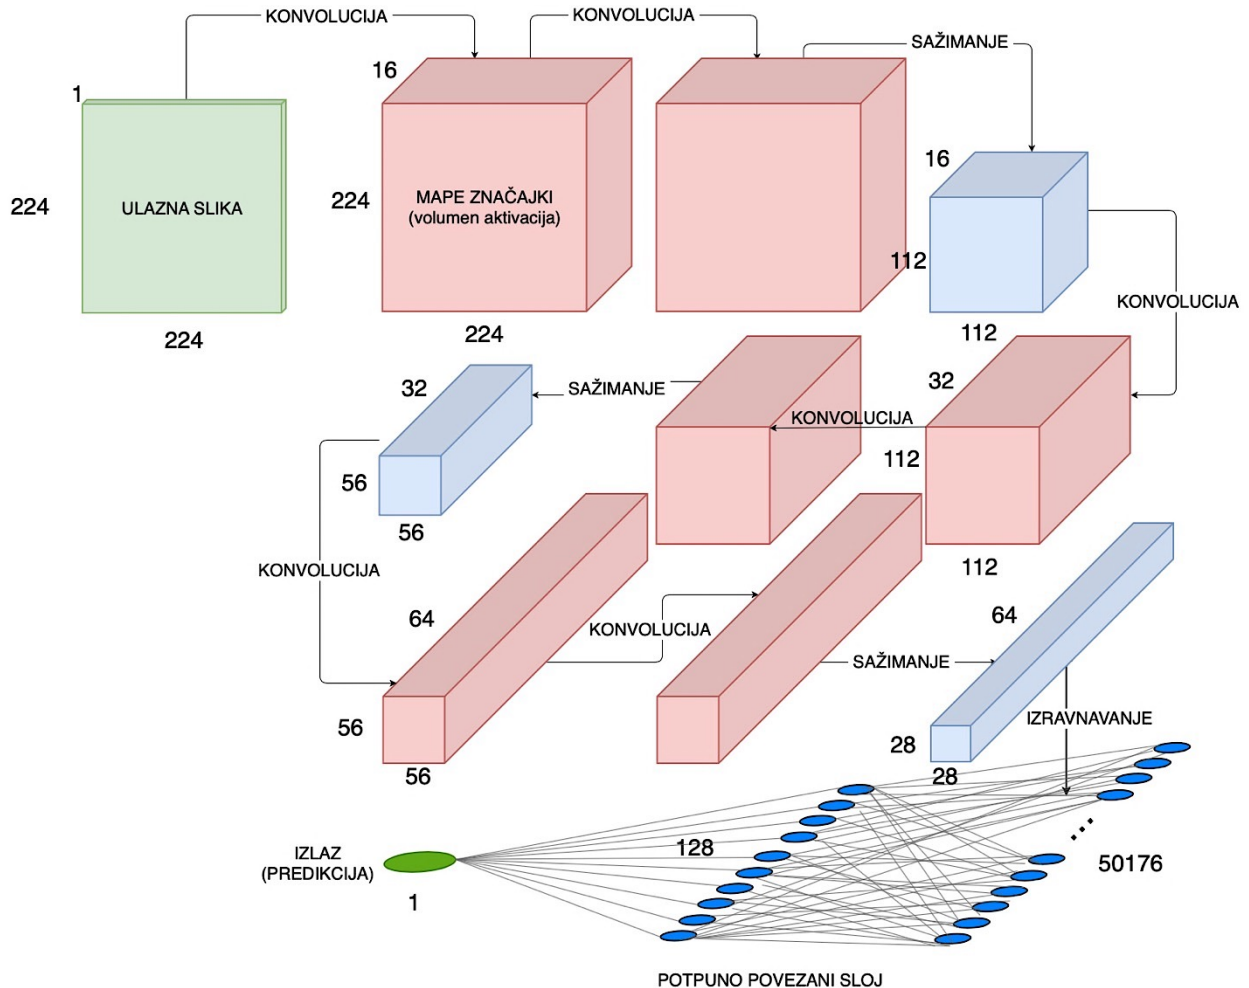 KONVOLUCIJA
KONVOLUCIJA
SAŽIMANJE
1
16
224
ULAZNA SLIKA
224
224
MAPE ZNAČAJKI
(volumen aktivacija)
224
16
112
112
KONVOLUCIJA
32
112
112
KONVOLUCIJA
SAŽIMANJE
32
56
56
KONVOLUCIJA
64
56
56
KONVOLUCIJA
SAŽIMANJE
64
28
28
IZRAVNAVANJE
50176
128
IZLAZ
(PREDIKCIJA)
1
POTPUNO POVEZANI SLOJ